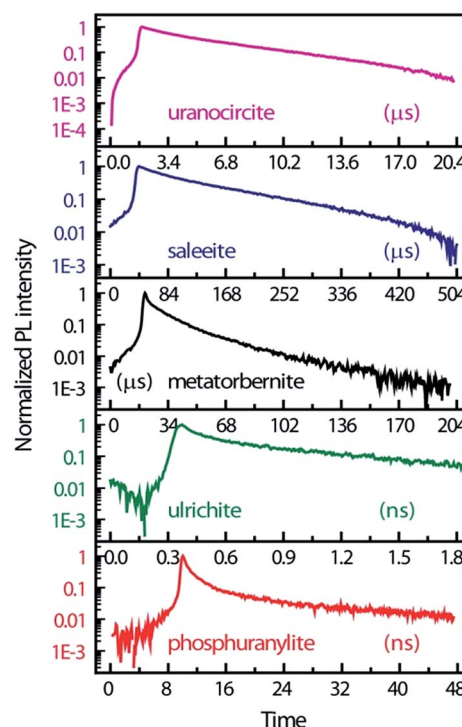 Normalized PL intensity
1
0.1
0.01
1E-3
1E-4
uranocircite (μs)
0.0 3.4 6.8 10.2 13.6 17.0 20.4
1
0.1
0.01
1E-3
saleeite (μs)
0 84 168 252 336 420 504
1
0.1
0.01
1E-3
(μs) metatorbernite
0 34 68 102 136 170 204
1
0.1
0.01
1E-3
ulrichite (ns)
0.0 0.3 0.6 0.9 1.2 1.5 1.8
1
0.1
0.01
1E-3
phosphuranylite (ns)
0 8 16 24 32 40 48
Time